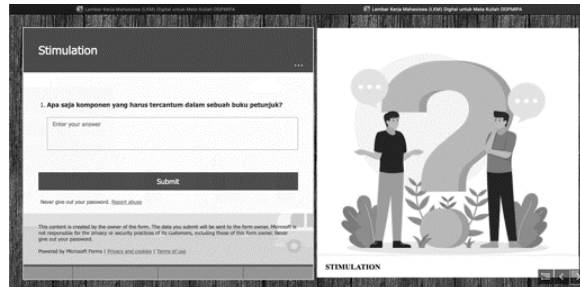 Lembar Kerja Mahasiswa (LKM) Digital untuk Mata Kuliah DDPMIPA
Lembar Kerja Mahasiswa (LKM) Digital untuk Mata Kuliah DDPMIPA
Stimulation
...
1. Apa saja komponen yang harus tercantum dalam sebuah buku petunjuk?
Enter your answer
Submit
Never give out your password. Report abuse
This content is created by the owner of the form. The data you submit will be sent to the form owner. Microsoft is
not responsible for the privacy or security practices of its customers, including those of this form owner. Never
give out your password.
Powered by Microsoft Forms | Privacy and cookies | Terms of use
STIMULATION